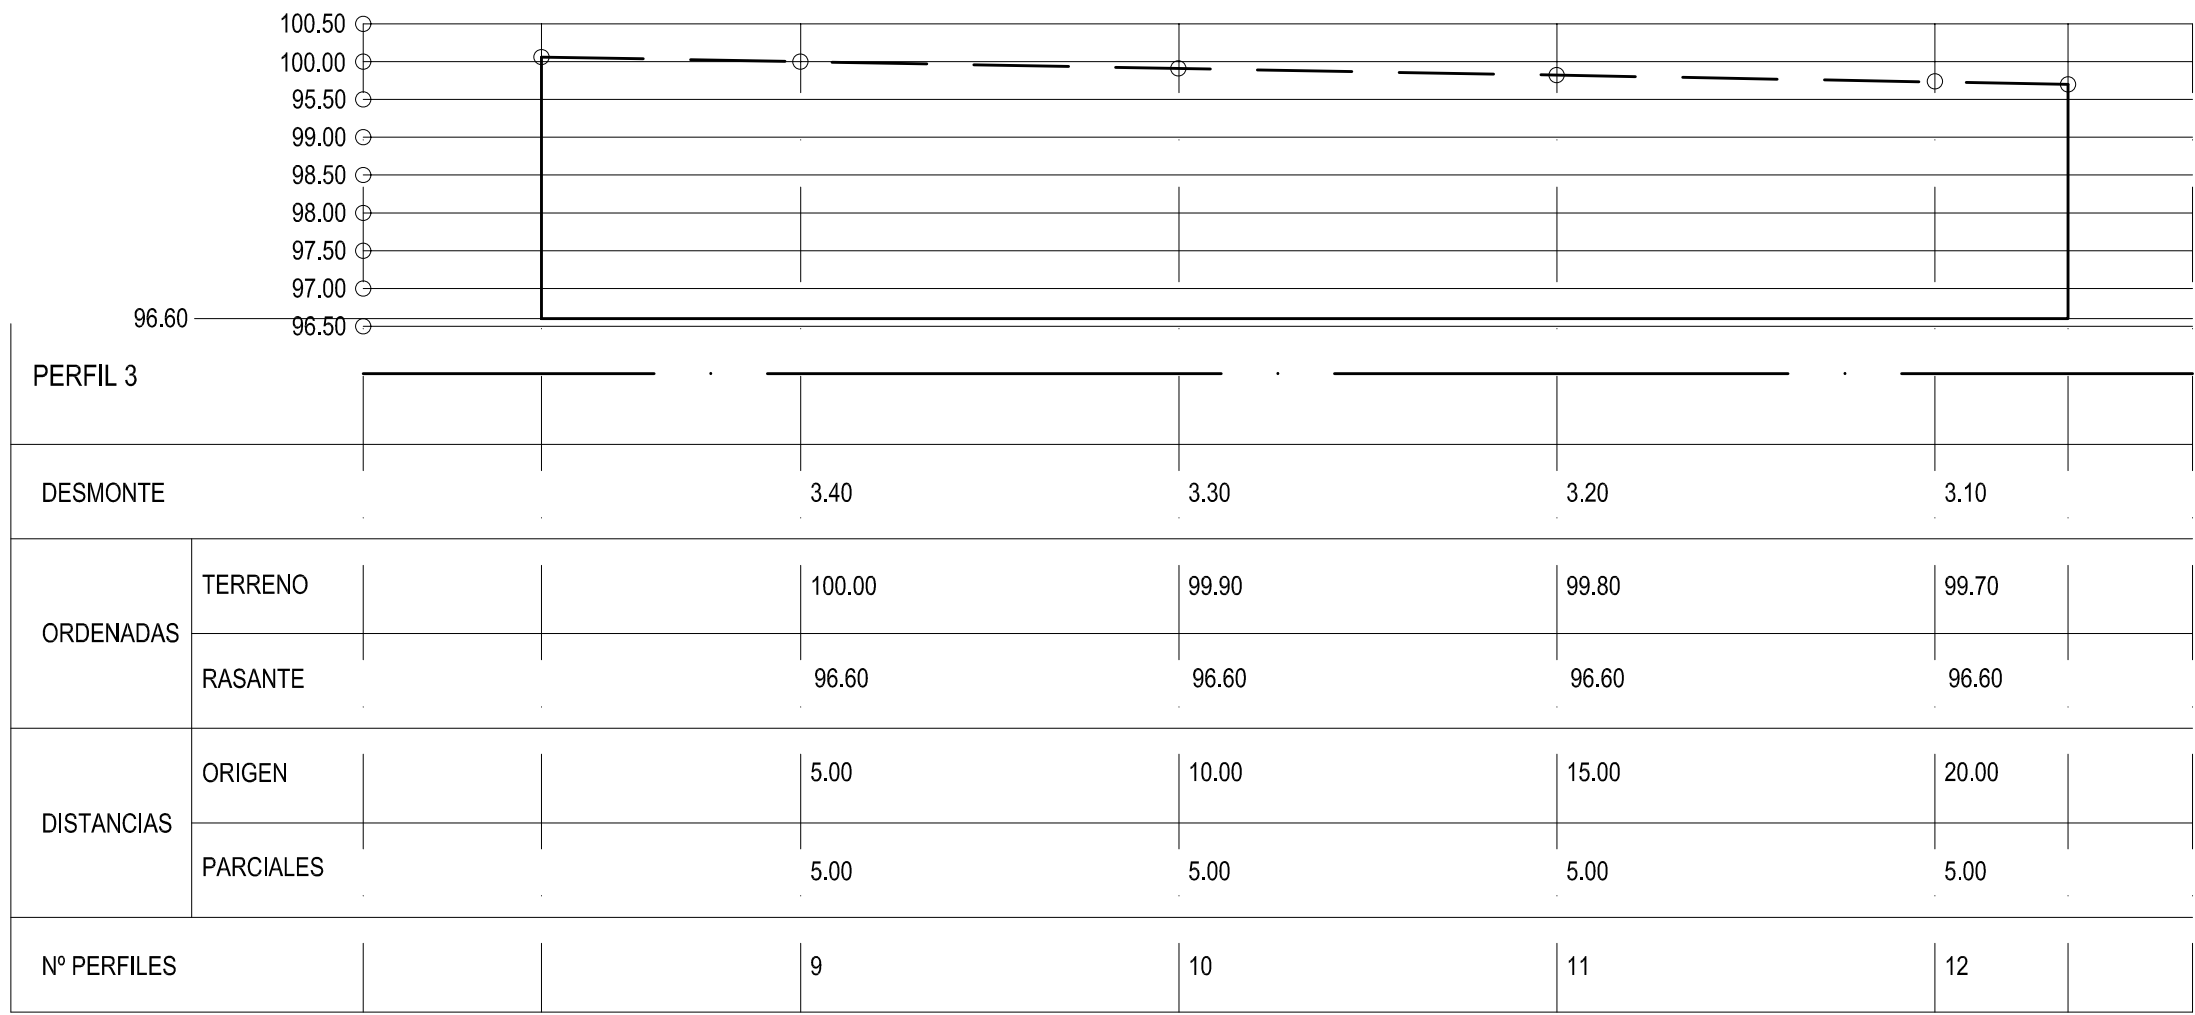 100.50
100.00
95.50
99.00
98.50
98.00
97.50
97.00
96.60
96.50
PERFIL 3
DESMONTE 3.40 3.30 3.20 3.10
ORDENADAS
TERRENO 100.00 99.90 99.80 99.70
RASANTE 96.60 96.60 96.60 96.60
DISTANCIAS
ORIGEN 5.00 10.00 15.00 20.00
PARCIALES 5.00 5.00 5.00 5.00
Nº PERFILES 9 10 11 12